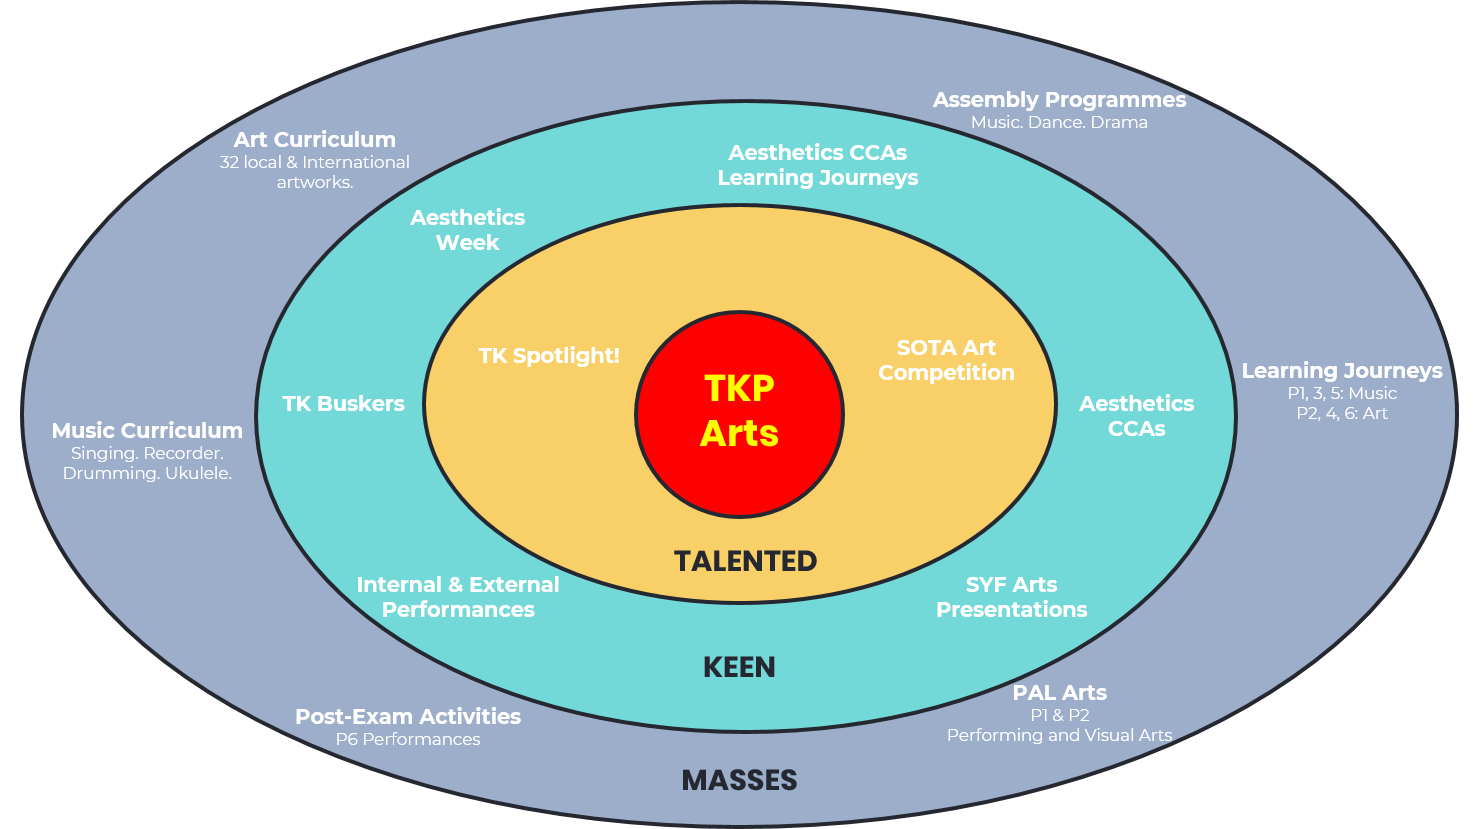 Assembly Programmes
Music. Dance. Drama
Art Curriculum
32 local & International
artworks.
Aesthetics CCAs
Learning Journeys
Aesthetics
Week
TK Spotlight!
SOTA Art
Competition
TKP
Arts
Learning Journeys
P1, 3, 5: Music
P2, 4, 6: Art
TK Buskers
Aesthetics
CCAs
Music Curriculum
Singing. Recorder.
Drumming. Ukulele.
TALENTED
Internal & External
Performances
SYF Arts
Presentations
KEEN
PAL Arts
P1 & P2
Performing and Visual Arts
Post-Exam Activities
P6 Performances
MASSES